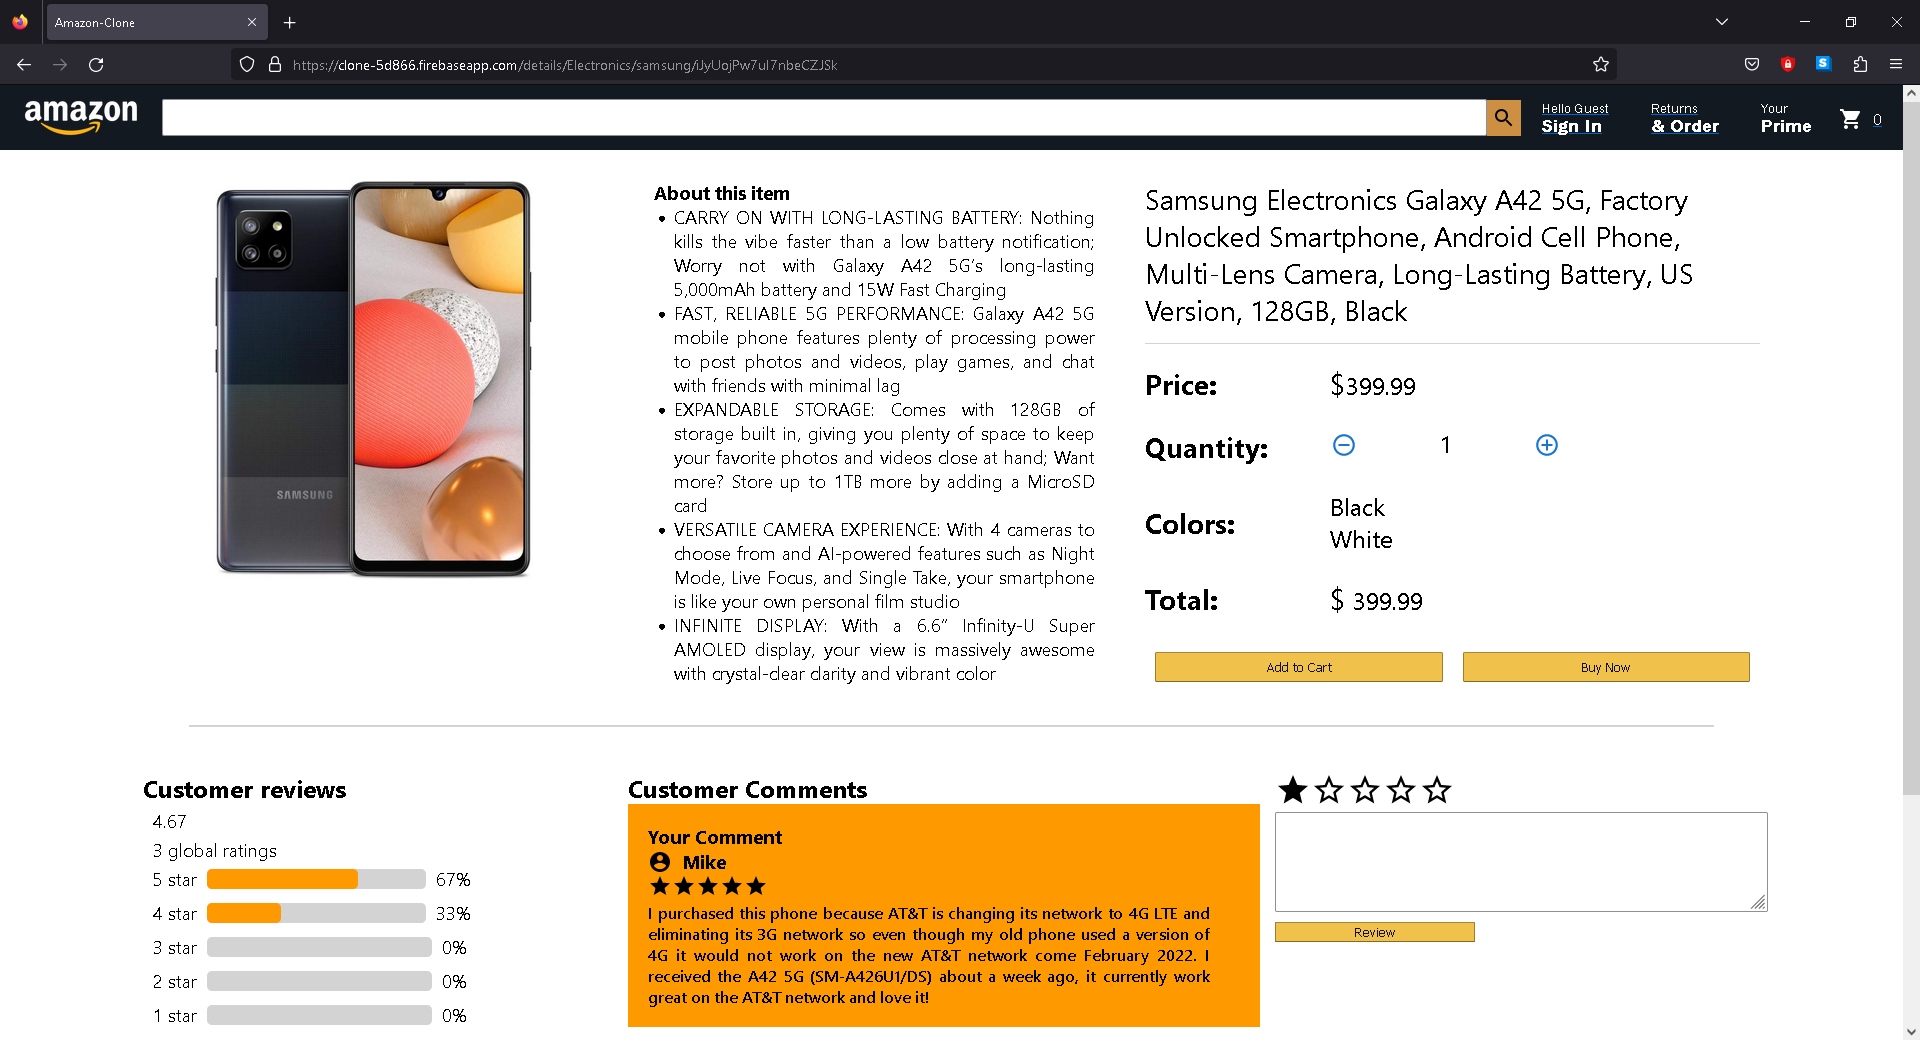 Amazon-Clone
https://clone-5d866.firebaseapp.com/details/Electronics/samsung/iJyUojPw7ul7nbeCZJSk
amazon
Hello Guest
Sign In
Returns
& Order
Your
Prime
0
SAMSUNG
About this item
• CARRY ON WITH LONG-LASTING BATTERY: Nothing
kills the vibe faster than a low battery notification;
Worry not with Galaxy A42 5G’s long-lasting
5,000mAh battery and 15W Fast Charging
• FAST, RELIABLE 5G PERFORMANCE: Galaxy A42 5G
mobile phone features plenty of processing power
to post photos and videos, play games, and chat
with friends with minimal lag
• EXPANDABLE STORAGE: Comes with 128GB of
storage built in, giving you plenty of space to keep
your favorite photos and videos close at hand; Want
more? Store up to 1TB more by adding a MicroSD
card
• VERSATILE CAMERA EXPERIENCE: With 4 cameras to
choose from and AI-powered features such as Night
Mode, Live Focus, and Single Take, your smartphone
is like your own personal film studio
• INFINITE DISPLAY: With a 6.6” Infinity-U Super
AMOLED display, your view is massively awesome
with crystal-clear clarity and vibrant color
Samsung Electronics Galaxy A42 5G, Factory
Unlocked Smartphone, Android Cell Phone,
Multi-Lens Camera, Long-Lasting Battery, US
Version, 128GB, Black
Price: $399.99
Quantity: 1
Colors: Black
White
Total: $ 399.99
Add to Cart
Buy Now
Customer reviews
4.67
3 global ratings
5 star 67%
4 star 33%
3 star 0%
2 star 0%
1 star 0%
Customer Comments
Your Comment
Mike
I purchased this phone because AT&T is changing its network to 4G LTE and
eliminating its 3G network so even though my old phone used a version of
4G it would not work on the new AT&T network come February 2022. I
received the A42 5G (SM-A426U1/DS) about a week ago, it currently work
great on the AT&T network and love it!
Review